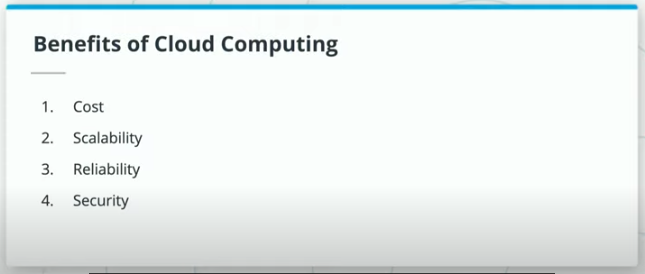 Benefits of Cloud Computing
1. Cost
2. Scalability
3. Reliability
4. Security